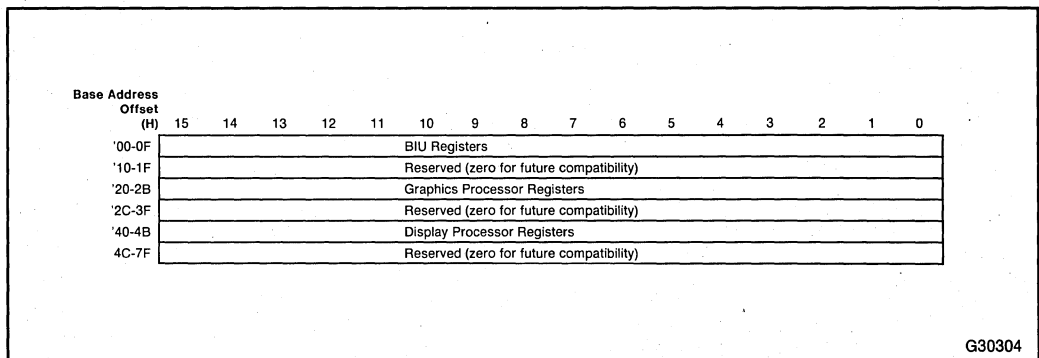 Base Address
Offset
(H) 15 14 13 12 11 10 9 8 7 6 5 4 3 2 1 0
'00-0F BIU Registers
'10-1F Reserved (zero for future compatibility)
'20-2B Graphics Processor Registers
'2C-3F Reserved (zero for future compatibility)
'40-4B Display Processor Registers
4C-7F Reserved (zero for future compatibility)
G30304